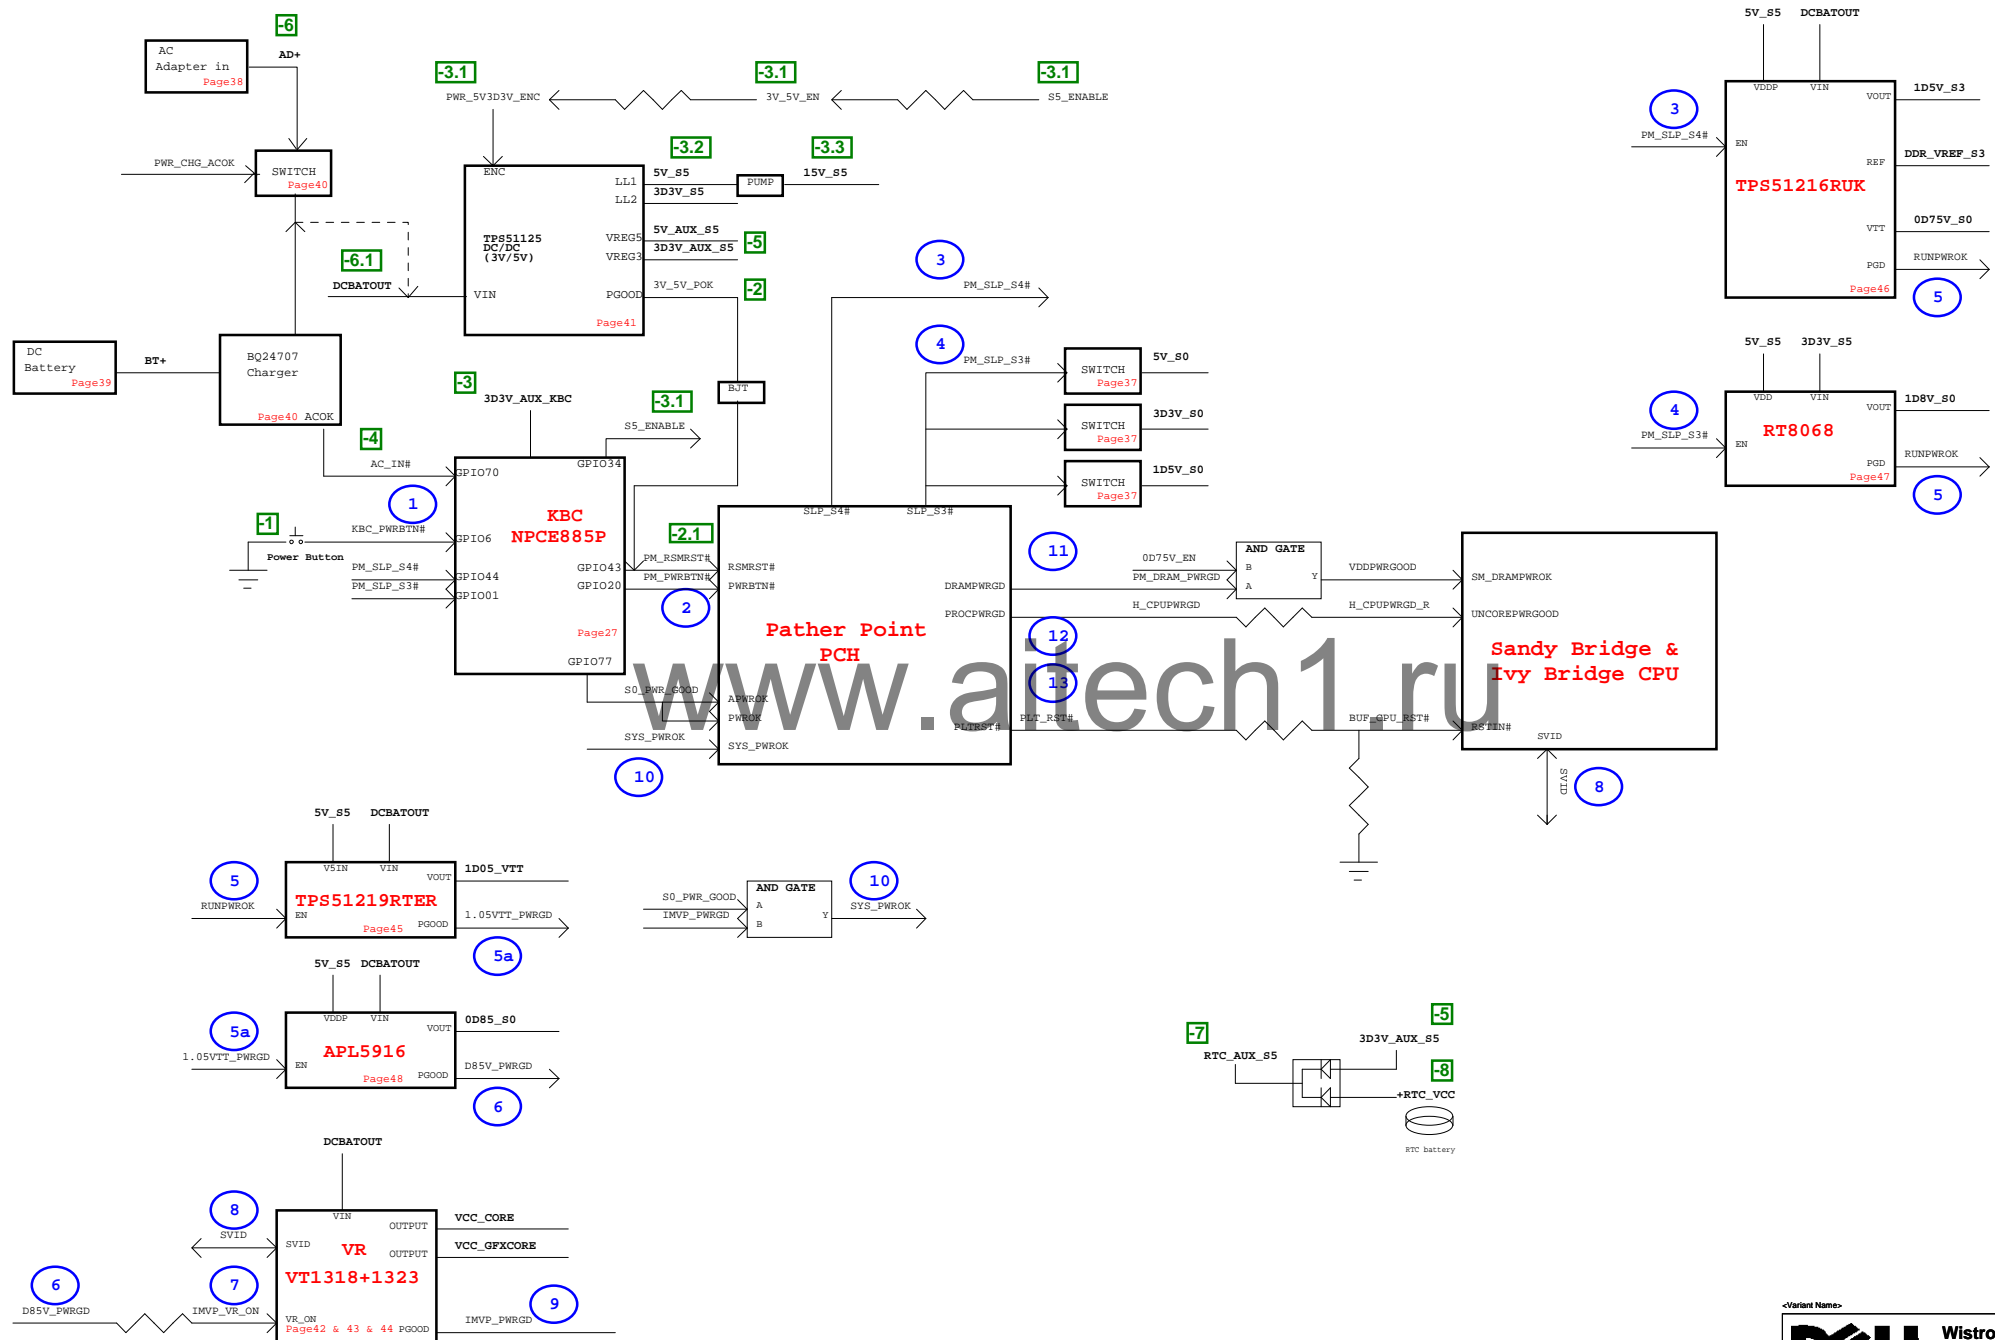 -6
AC
Adapter in
Page38
AD+
-3.1
PWR_5V3D3V_ENC
-3.1
3V_5V_EN
-3.1
S5_ENABLE
PWR_CHG_ACOK
SWITCH
Page40
-6.1
DCBATOUT
ENC
TPS51125
DC/DC
(3V/5V)
VIN
LL1
LL2
VREG5
VREG3
PGOOD
Page41
-3.2
5V_S5
3D3V_S5
PUMP
-3.3
15V_S5
5V_AUX_S5
3D3V_AUX_S5
-5
3V_5V_POK
-2
BJT
DC
Battery
Page39
BT+
BQ24707
Charger
Page40 ACOK
-4
AC_IN#
1
-3
3D3V_AUX_KBC
-3.1
S5_ENABLE
-1
Power Button
KBC_PWRBTN#
PM_SLP_S4#
PM_SLP_S3#
GPIO70
GPIO34
KBC
NPCE885P
GPIO6
GPIO43
GPIO44
GPIO20
GPIO01
Page27
GPIO77
-2.1
PM_RSMRST#
PM_PWRBTN#
2
S0_PWR_GOOD
SYS_PWROK
10
3
PM_SLP_S4#
4
PM_SLP_S3#
SWITCH
Page37
5V_S0
SWITCH
Page37
3D3V_S0
SWITCH
Page37
1D5V_S0
SLP_S4#
SLP_S3#
RSMRST#
PWRBTN#
DRAMPWRGD
PROCPWRGD
Pather Point
PCH
APWROK
PWROK
SYS_PWROK
PLTRST#
www.aitech1.ru
11
0D75V_EN
PM_DRAM_PWRGD
AND GATE
B
A
Y
VDDPWRGOOD
H_CPUPWRGD
H_CPUPWRGD_R
12
13
PLT_RST#
BUF_CPU_RST#
SM_DRAMPWROK
UNCOREPWRGOOD
Sandy Bridge &
Ivy Bridge CPU
RSTIN#
SVID
SVID
8
5V_S5
DCBATOUT
3
PM_SLP_S4#
VDDP
VIN
VOUT
EN
REF
TPS51216RUK
VTT
PGD
Page46
1D5V_S3
DDR_VREF_S3
0D75V_S0
RUNPWROK
5
5V_S5
3D3V_S5
4
PM_SLP_S3#
VDD
VIN
VOUT
RT8068
EN
PGD
Page47
1D8V_S0
RUNPWROK
5
5V_S5
DCBATOUT
5
RUNPWROK
V5IN
VIN
VOUT
TPS51219RTER
EN
PGOOD
Page45
1D05_VTT
1.05VTT_PWRGD
5a
S0_PWR_GOOD
IMVP_PWRGD
AND GATE
A
B
Y
10
SYS_PWROK
5V_S5
DCBATOUT
5a
1.05VTT_PWRGD
VDDP
VIN
VOUT
APL5916
EN
PGOOD
Page48
0D85_S0
D85V_PWRGD
6
-7
RTC_AUX_S5
-5
3D3V_AUX_S5
-8
+RTC_VCC
RTC battery
DCBATOUT
8
SVID
6
D85V_PWRGD
7
IMVP_VR_ON
VIN
OUTPUT
SVID
VR
OUTPUT
VT1318+1323
VR_ON
Page42 & 43 & 44 PGOOD
VCC_CORE
VCC_GFXCORE
IMVP_PWRGD
9
<Variant Name>
Wistro